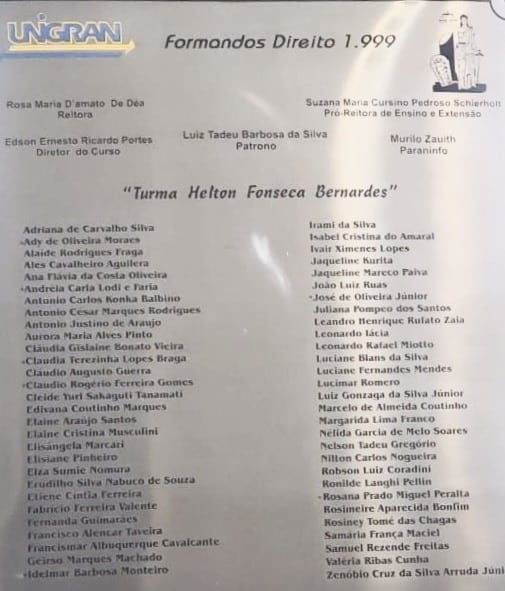 UNIGRAN
Formandos Direito 1.999
Rosa Maria D'amato De Déa
Reitora
Suzana Maria Cursino Pedroso Schierholt
Pró-Reitora de Ensino e Extensão
Edson Ernesto Ricardo Portes
Diretor do Curso
Luiz Tadeu Barbosa da Silva
Patrono
Murilo Zauith
Paraninfo
"Turma Helton Fonseca Bernardes"
Adriana de Carvalho Silva
Ady de Oliveira Moraes
Alaíde Rodrigues Fraga
Ales Cavalheiro Aguilera
Ana Flávia da Costa Oliveira
Andréia Carla Lodi e Faria
Antonio Carlos Konka Balbino
Antonio César Marques Rodrigues
Antonio Justino de Araujo
Aurora Maria Alves Pinto
Cláudia Gislaine Bonato Vieira
Claudia Terezinha Lopes Braga
Cláudio Augusto Guerra
Claudio Rogério Ferreira Gomes
Cleide Yuri Sakaguti Tanamati
Edivana Coutinho Marques
Elaine Araújo Santos
Elaine Cristina Musculini
Elisângela Marcari
Elisiane Pinheiro
Elza Sumie Nomura
Erudilho Silva Nabuco de Souza
Etiene Cíntia Ferreira
Fabrício Ferreira Valente
Fernanda Guimarães
Francisco Alencar Taveira
Francismar Albuquerque Cavalcante
Geirso Marques Machado
Idelmar Barbosa Monteiro
Irami da Silva
Isabel Cristina do Amaral
Ivair Ximenes Lopes
Jaqueline Kurita
Jaqueline Mareco Paiva
João Luiz Ruas
José de Oliveira Júnior
Juliana Pompeo dos Santos
Leandro Henrique Rufato Zaia
Leonardo Iácia
Leonardo Rafael Miotto
Luciane Bians da Silva
Luciane Fernandes Mendes
Lucimar Romero
Luiz Gonzaga da Silva Júnior
Marcelo de Almeida Coutinho
Margarida Lima Franco
Nélida Garcia de Melo Soares
Nelson Tadeu Gregório
Nilton Carlos Nogueira
Robson Luiz Coradini
Ronilde Langhi Pellin
Rosana Prado Miguel Peralta
Rosimeire Aparecida Bonfim
Rosiney Tomé das Chagas
Samária França Maciel
Samuel Rezende Freitas
Valéria Ribas Cunha
Zenóbio Cruz da Silva Arruda Júni